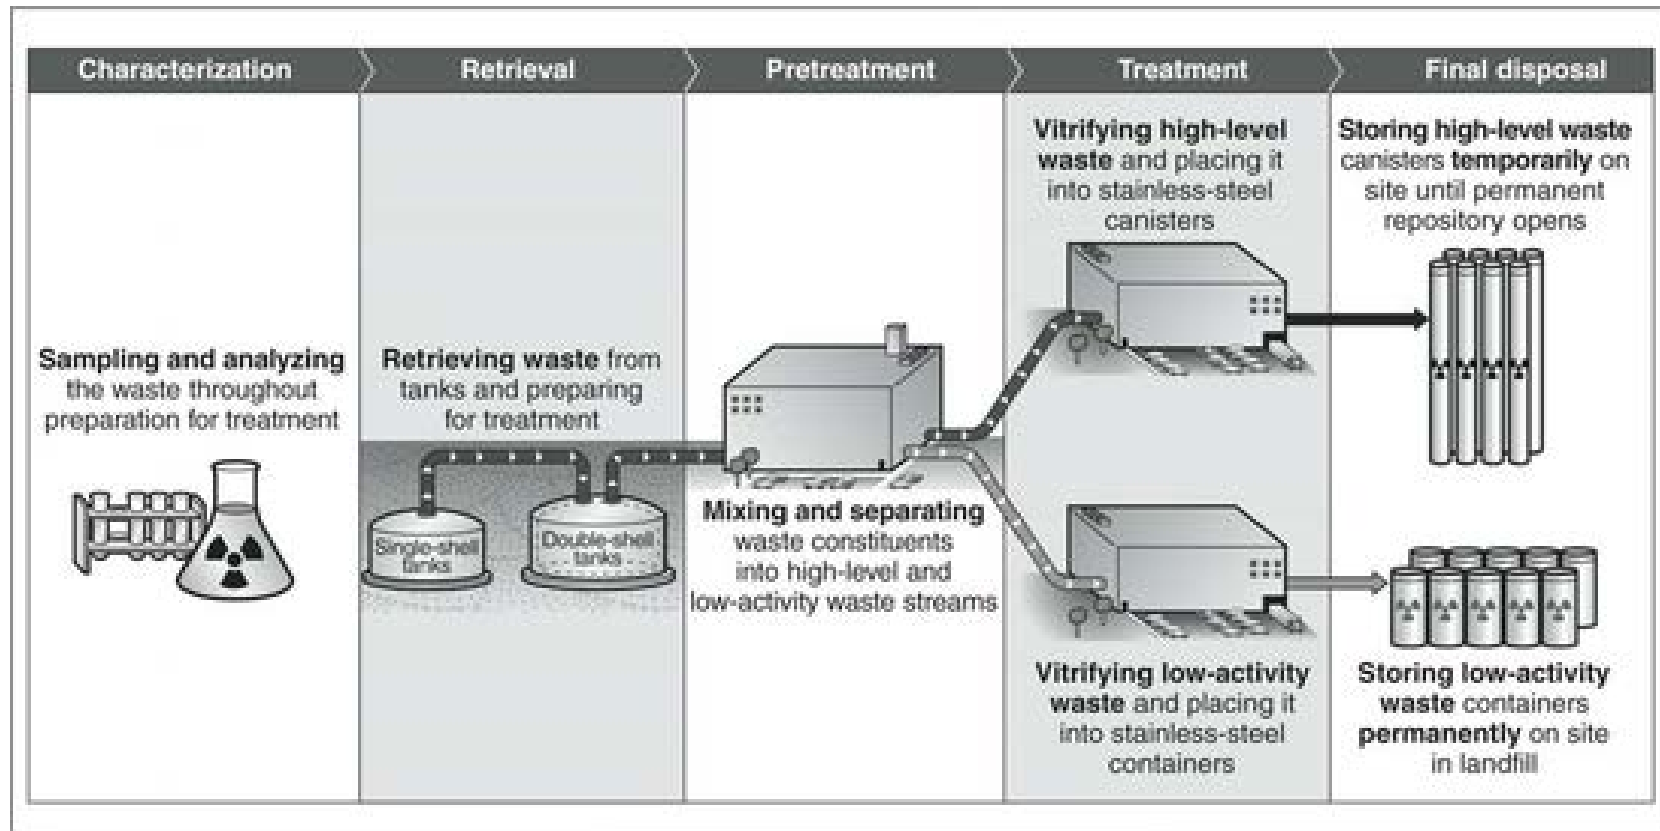 Characterization
Retrieval
Pretreatment
Treatment
Final disposal
Sampling and analyzing
the waste throughout
preparation for treatment
Retrieving waste from
tanks and preparing
for treatment
Single-shell
tanks
Double-shell
tanks
Mixing and separating
waste constituents
into high-level and
low-activity waste streams
Vitrifying high-level
waste and placing it
into stainless-steel
canisters
Vitrifying low-activity
waste and placing it
into stainless-steel
containers
Storing high-level waste
canisters temporarily on
site until permanent
repository opens
Storing low-activity
waste containers
permanently on site
in landfill